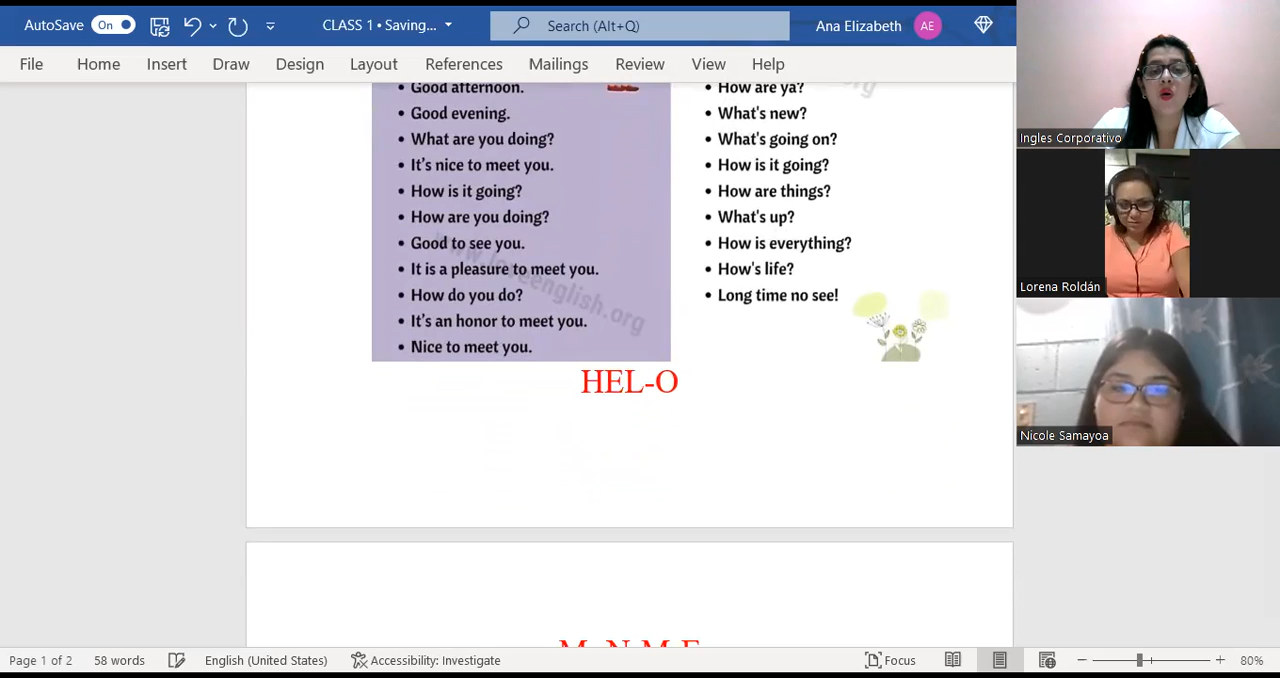 AutoSave On CLASS 1 • Saving... Search (Alt+Q) Ana Elizabeth AE
File Home Insert Draw Design Layout References Mailings Review View Help
Ingles Corporativo
Lorena Roldán
Nicole Samayoa
• Good afternoon.
• Good evening.
• What are you doing?
• It's nice to meet you.
• How is it going?
• How are you doing?
• Good to see you.
• It is a pleasure to meet you.
• How do you do?
• It's an honor to meet you.
• Nice to meet you.
www.loveenglish.org
• How are ya?
• What's new?
• What's going on?
• How is it going?
• How are things?
• What's up?
• How is everything?
• How's life?
• Long time no see!
HEL-O
Page 1 of 2 58 words English (United States) Accessibility: Investigate Focus 80%